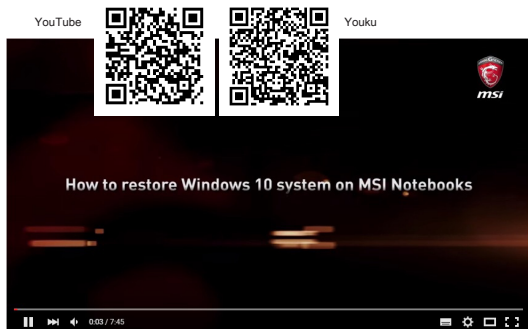 YouTube
Youku
msi
How to restore Windows 10 system on MSI Notebooks
0:03 / 7:45